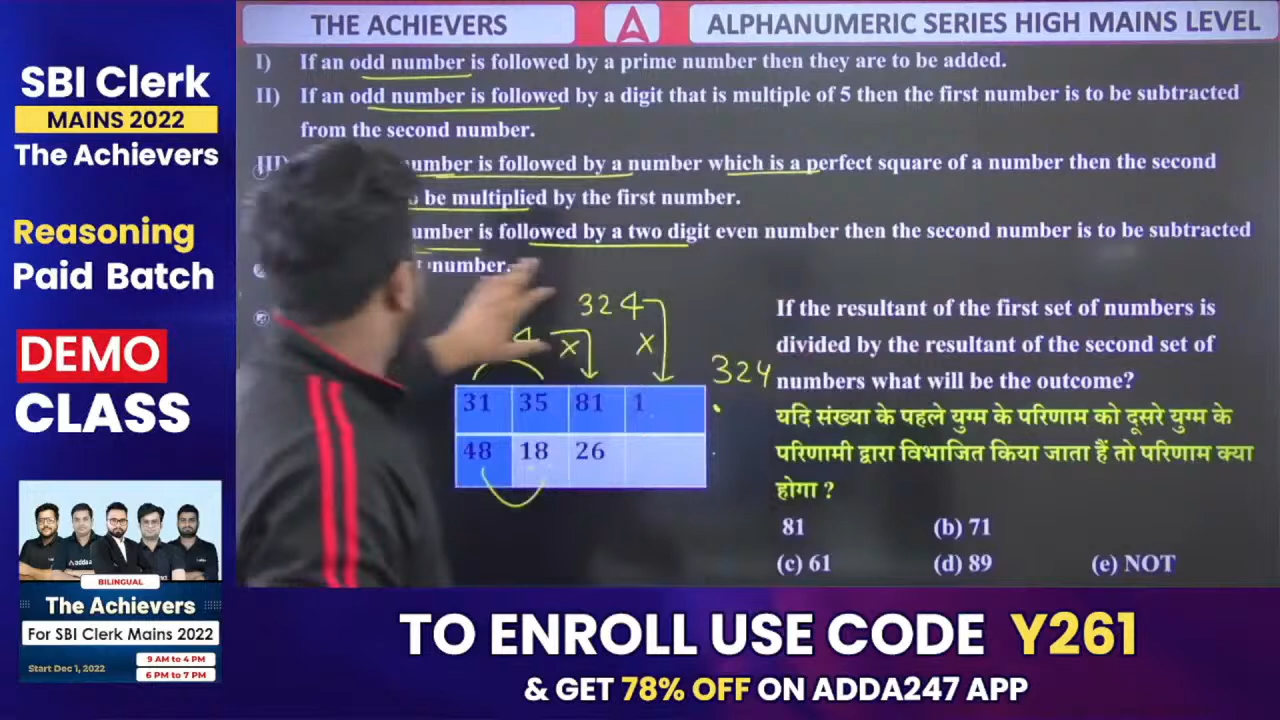 THE ACHIEVERS
ALPHANUMERIC SERIES HIGH MAINS LEVEL
SBI Clerk
MAINS 2022
The Achievers
Reasoning
Paid Batch
DEMO
CLASS
BILINGUAL
The Achievers
For SBI Clerk Mains 2022
Start Dec 1, 2022
9 AM to 4 PM
6 PM to 7 PM
I) If an odd number is followed by a prime number then they are to be added.
II) If an odd number is followed by a digit that is multiple of 5 then the first number is to be subtracted
from the second number.
III) is followed by a number which is a perfect square of a number then the second
be multiplied by the first number.
is followed by a two digit even number then the second number is to be subtracted
number.
324
4 x x
324
31 35 81 1
48 18 26
If the resultant of the first set of numbers is
divided by the resultant of the second set of
numbers what will be the outcome?
यदि संख्या के पहले युग्म के परिणाम को दूसरे युग्म के
परिणामी द्वारा विभाजित किया जाता हैं तो परिणाम क्या
होगा ?
81 (b) 71
(c) 61 (d) 89 (e) NOT
TO ENROLL USE CODE Y261
& GET 78% OFF ON ADDA247 APP